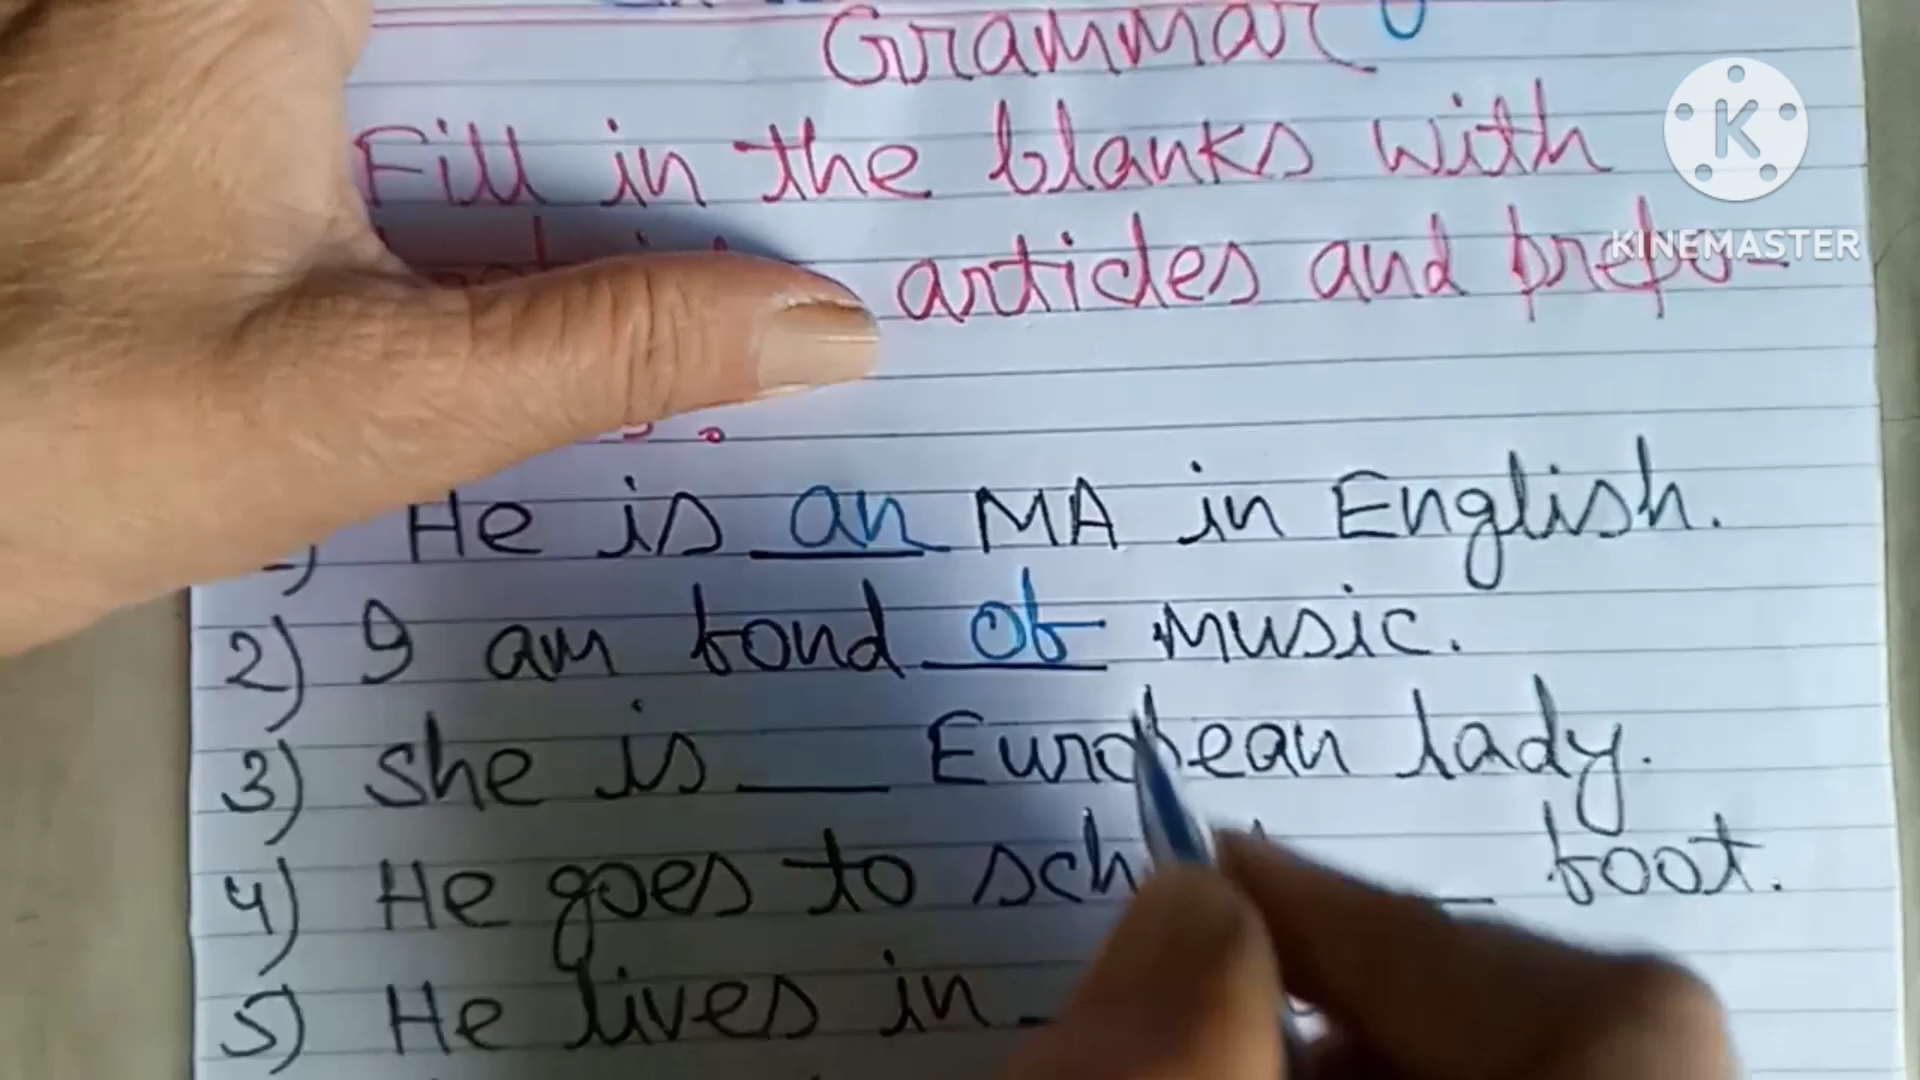 Grammar
Fill in the blanks with
articles and prepo-
He is an MA in English.
2) I am fond of music.
3) She is ___ European lady.
4) He goes to sch ___ foot.
5) He lives in _
K
KINEMASTER